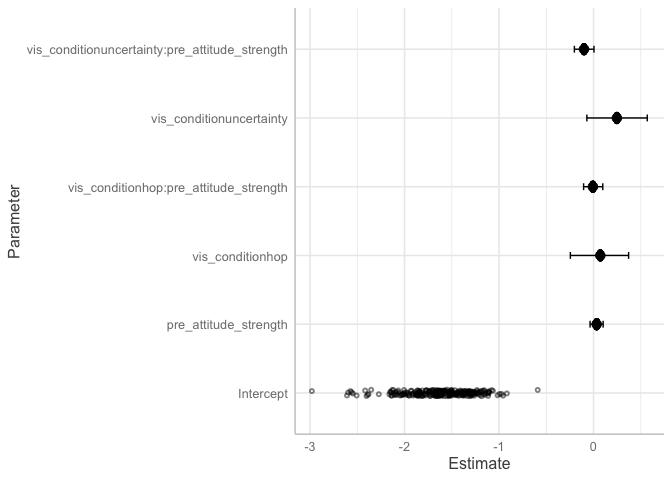 vis_conditionuncertainty:pre_attitude_strength
vis_conditionuncertainty
vis_conditionhop:pre_attitude_strength
vis_conditionhop
pre_attitude_strength
Intercept
Parameter
-3 -2 -1 0
Estimate